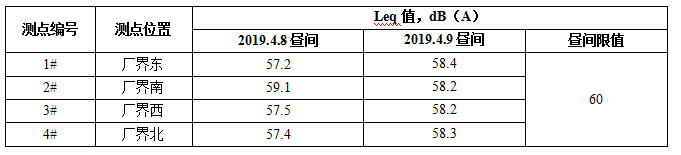 测点编号 测点位置 Leq 值，dB（A）
2019.4.8 昼间 2019.4.9 昼间 昼间限值
1# 厂界东 57.2 58.4 60
2# 厂界南 59.1 58.2
3# 厂界西 57.5 58.2
4# 厂界北 57.4 58.3